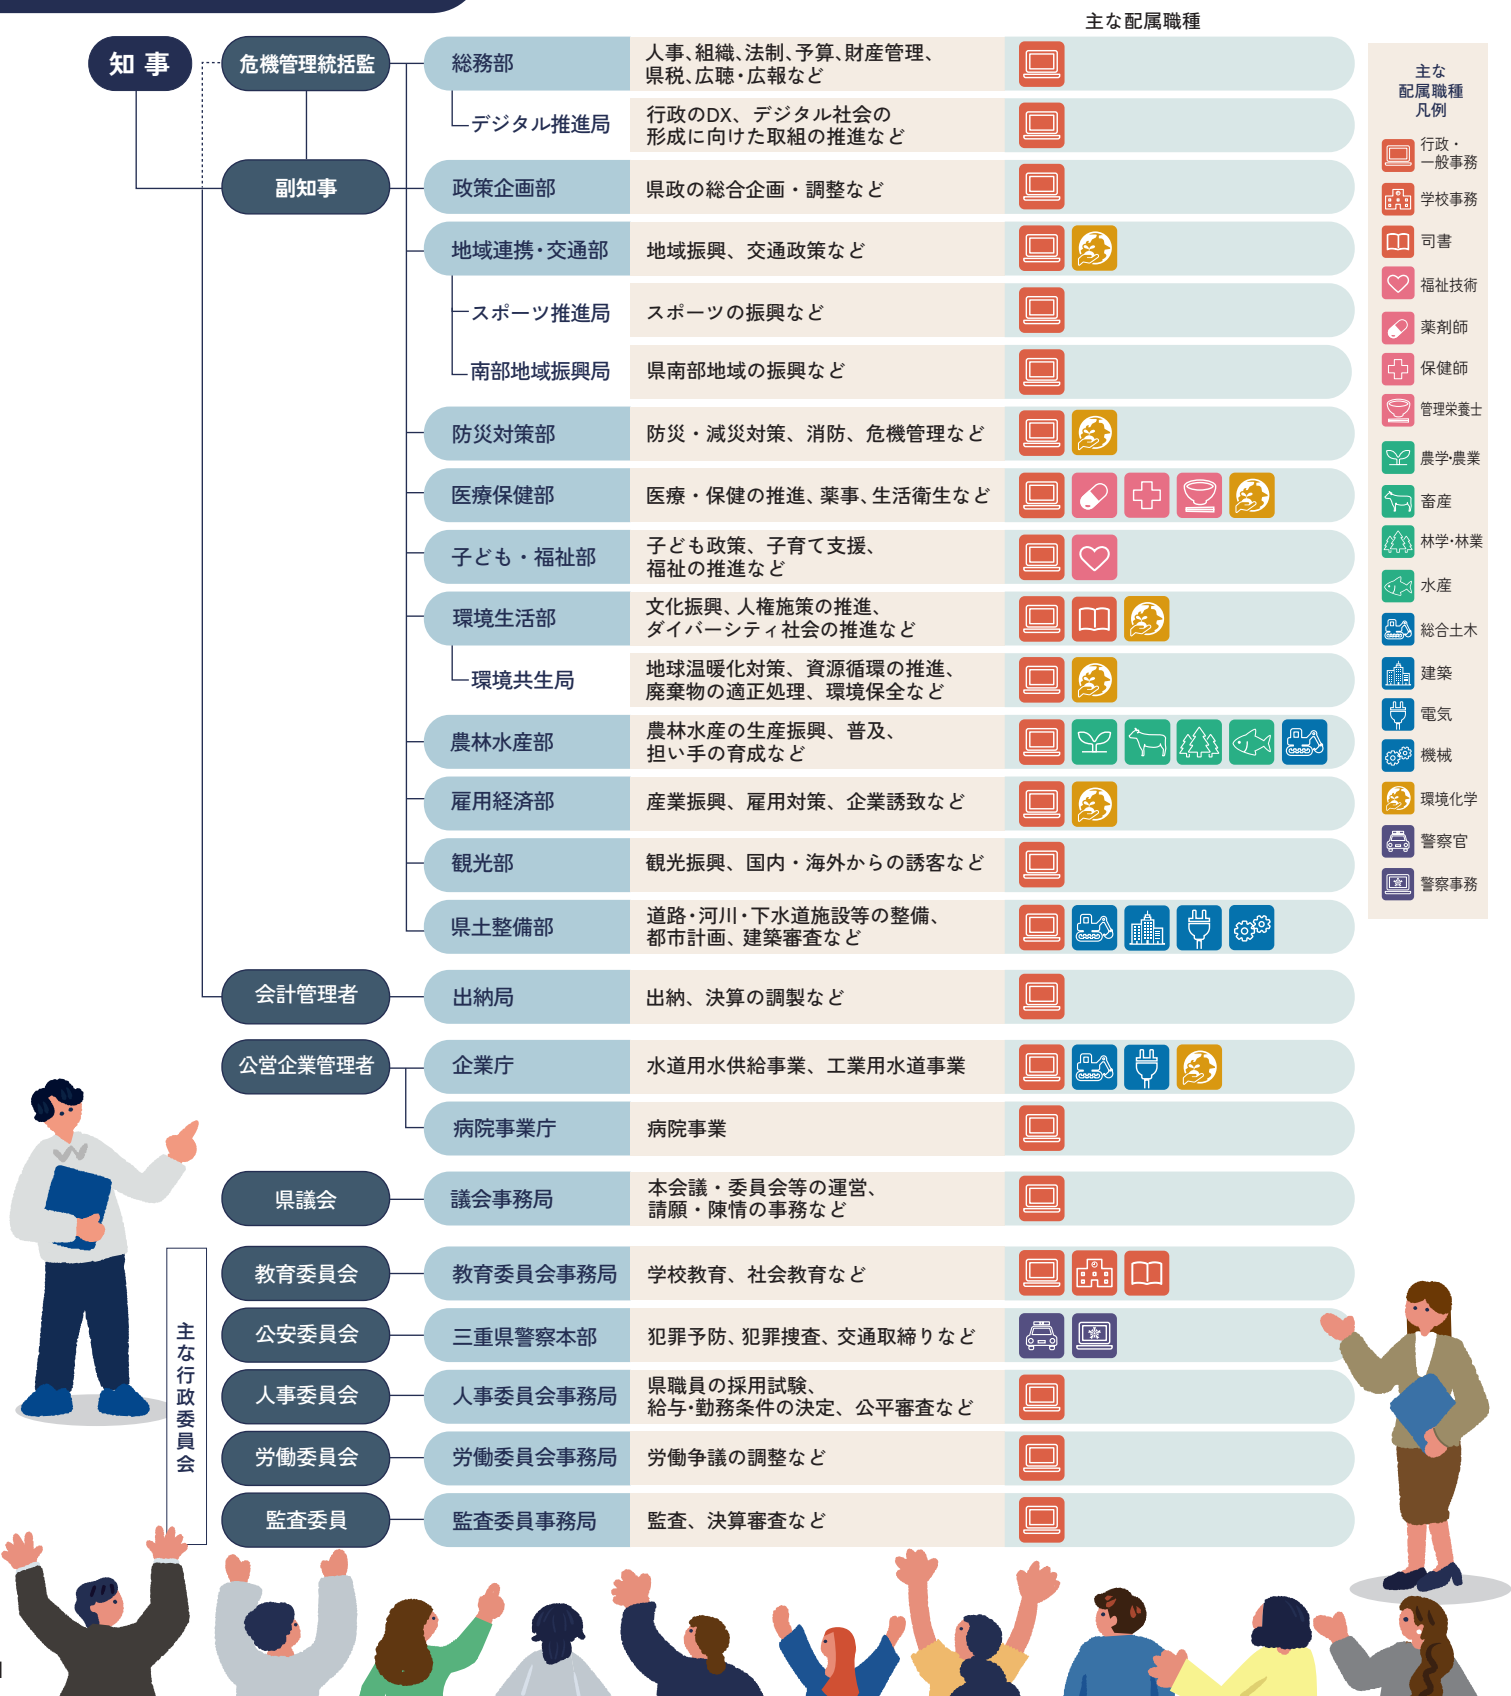 主な配属職種
知事
危機管理統括監
総務部
人事、組織、法制、予算、財産管理、
県税、広聴・広報など
デジタル推進局
行政のDX、デジタル社会の
形成に向けた取組の推進など
副知事
政策企画部
県政の総合企画・調整など
地域連携・交通部
地域振興、交通政策など
スポーツ推進局
スポーツの振興など
南部地域振興局
県南部地域の振興など
防災対策部
防災・減災対策、消防、危機管理など
医療保健部
医療・保健の推進、薬事、生活衛生など
子ども・福祉部
子ども政策、子育て支援、
福祉の推進など
環境生活部
文化振興、人権施策の推進、
ダイバーシティ社会の推進など
環境共生局
地球温暖化対策、資源循環の推進、
廃棄物の適正処理、環境保全など
農林水産部
農林水産の生産振興、普及、
担い手の育成など
雇用経済部
産業振興、雇用対策、企業誘致など
観光部
観光振興、国内・海外からの誘客など
県土整備部
道路・河川・下水道施設等の整備、
都市計画、建築審査など
会計管理者
出納局
出納、決算の調製など
公営企業管理者
企業庁
水道用水供給事業、工業用水道事業
病院事業庁
病院事業
県議会
議会事務局
本会議・委員会等の運営、
請願・陳情の事務など
主な行政委員会
教育委員会
教育委員会事務局
学校教育、社会教育など
公安委員会
三重県警察本部
犯罪予防、犯罪捜査、交通取締りなど
人事委員会
人事委員会事務局
県職員の採用試験、
給与・勤務条件の決定、公平審査など
労働委員会
労働委員会事務局
労働争議の調整など
監査委員
監査委員事務局
監査、決算審査など
主な
配属職種
凡例
行政・
一般事務
学校事務
司書
福祉技術
薬剤師
保健師
管理栄養士
農学・農業
畜産
林学・林業
水産
総合土木
建築
電気
機械
環境化学
警察官
警察事務